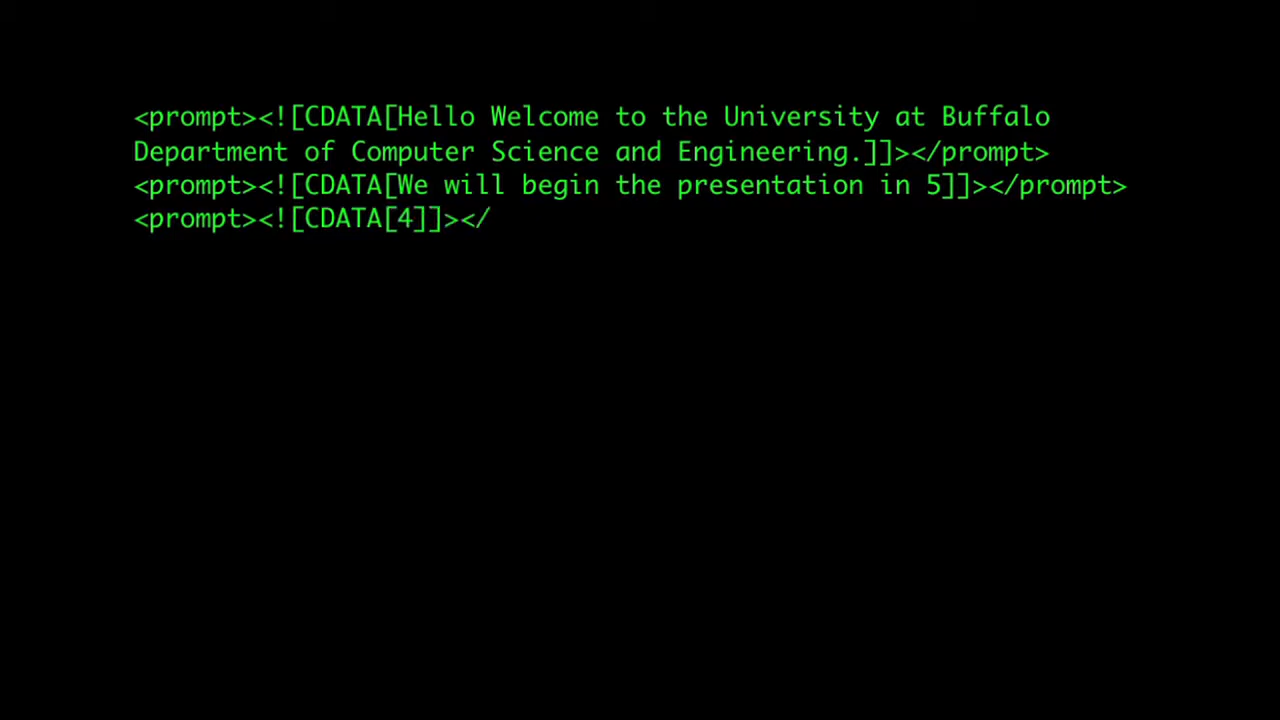 <prompt><![CDATA[Hello Welcome to the University at Buffalo
Department of Computer Science and Engineering.]]></prompt>
<prompt><![CDATA[We will begin the presentation in 5]]></prompt>
<prompt><![CDATA[4]]></